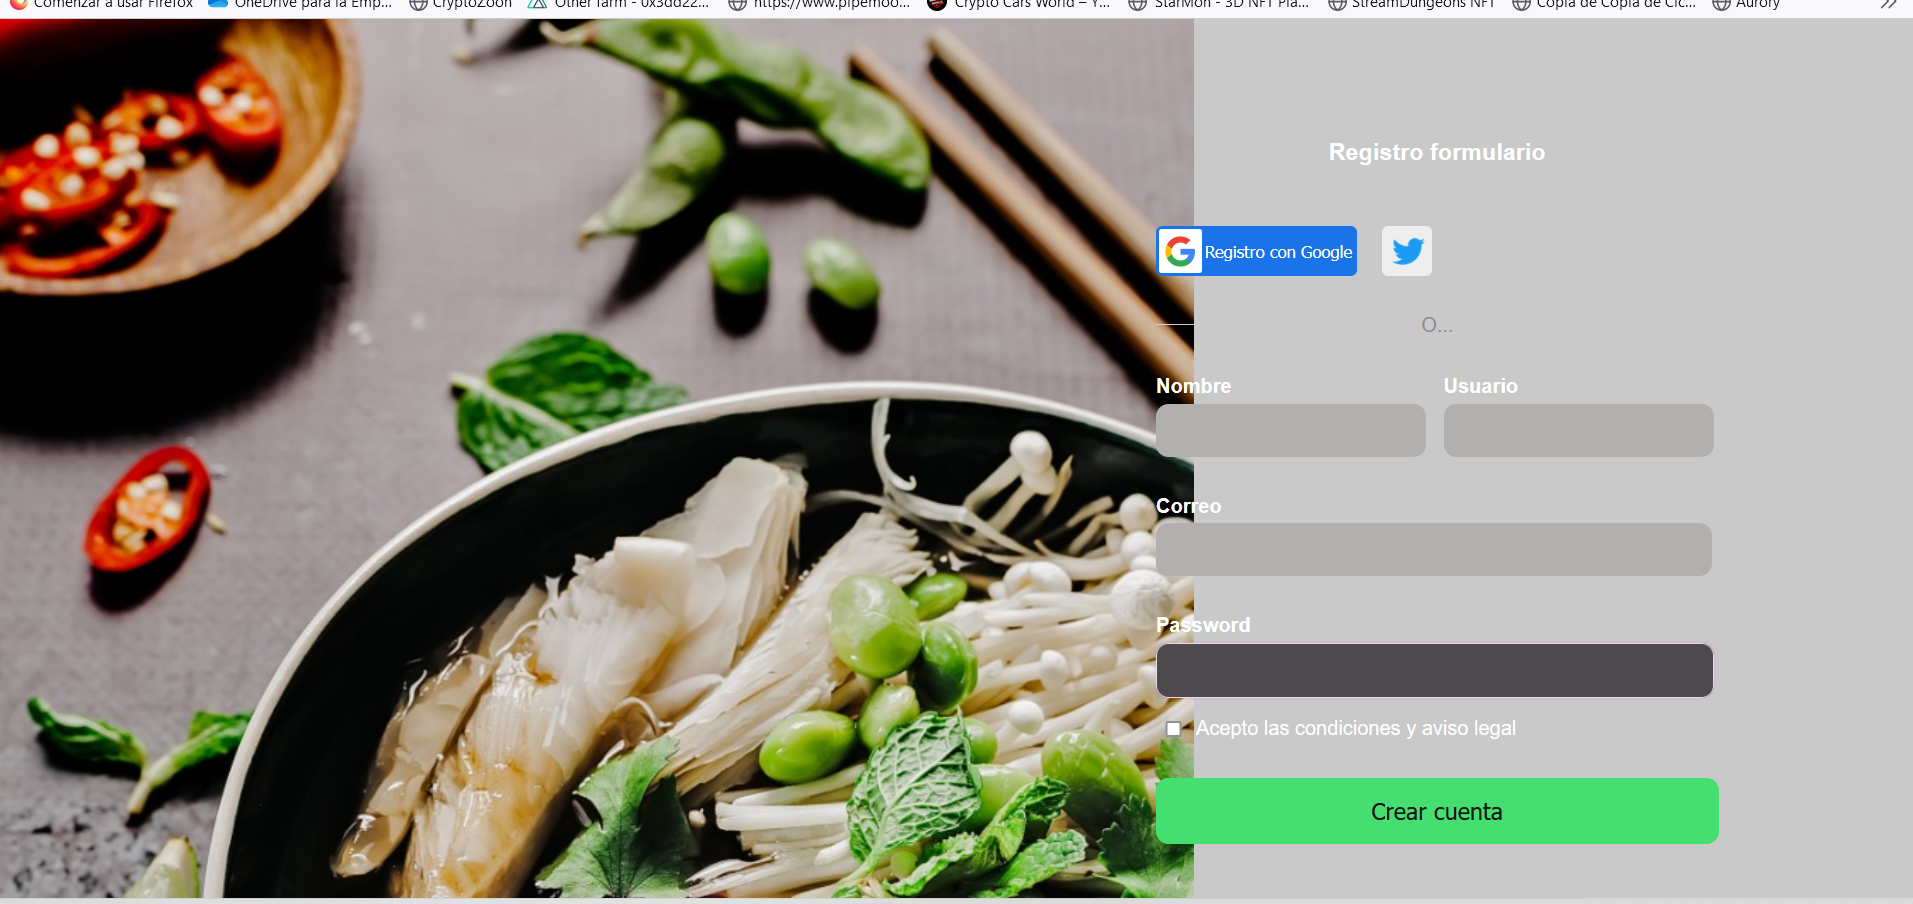 Comenzar a usar Firefox OneDrive para la Emp... CryptoZoon Other farm - 0x3dd22... https://www.pipemoo... Crypto Cars World – Y... StarMon - 3D NFT Pla... StreamDungeons NFT Copia de Copia de Cic... Aurory
Registro formulario
Registro con Google
O...
Nombre Usuario
Correo
Password
Acepto las condiciones y aviso legal
Crear cuenta